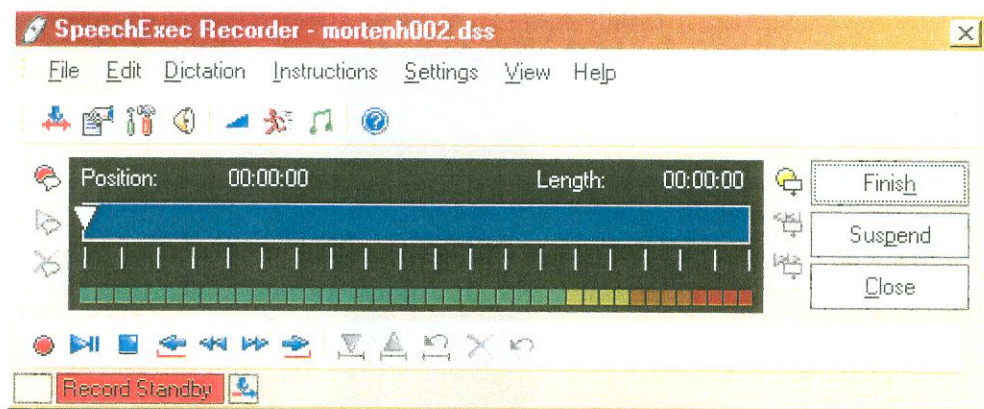 SpeechExec Recorder - mortenh002.dss
File Edit Dictation Instructions Settings View Help
Position: 00:00:00 Length: 00:00:00
Finish
Suspend
Close
Record Standby